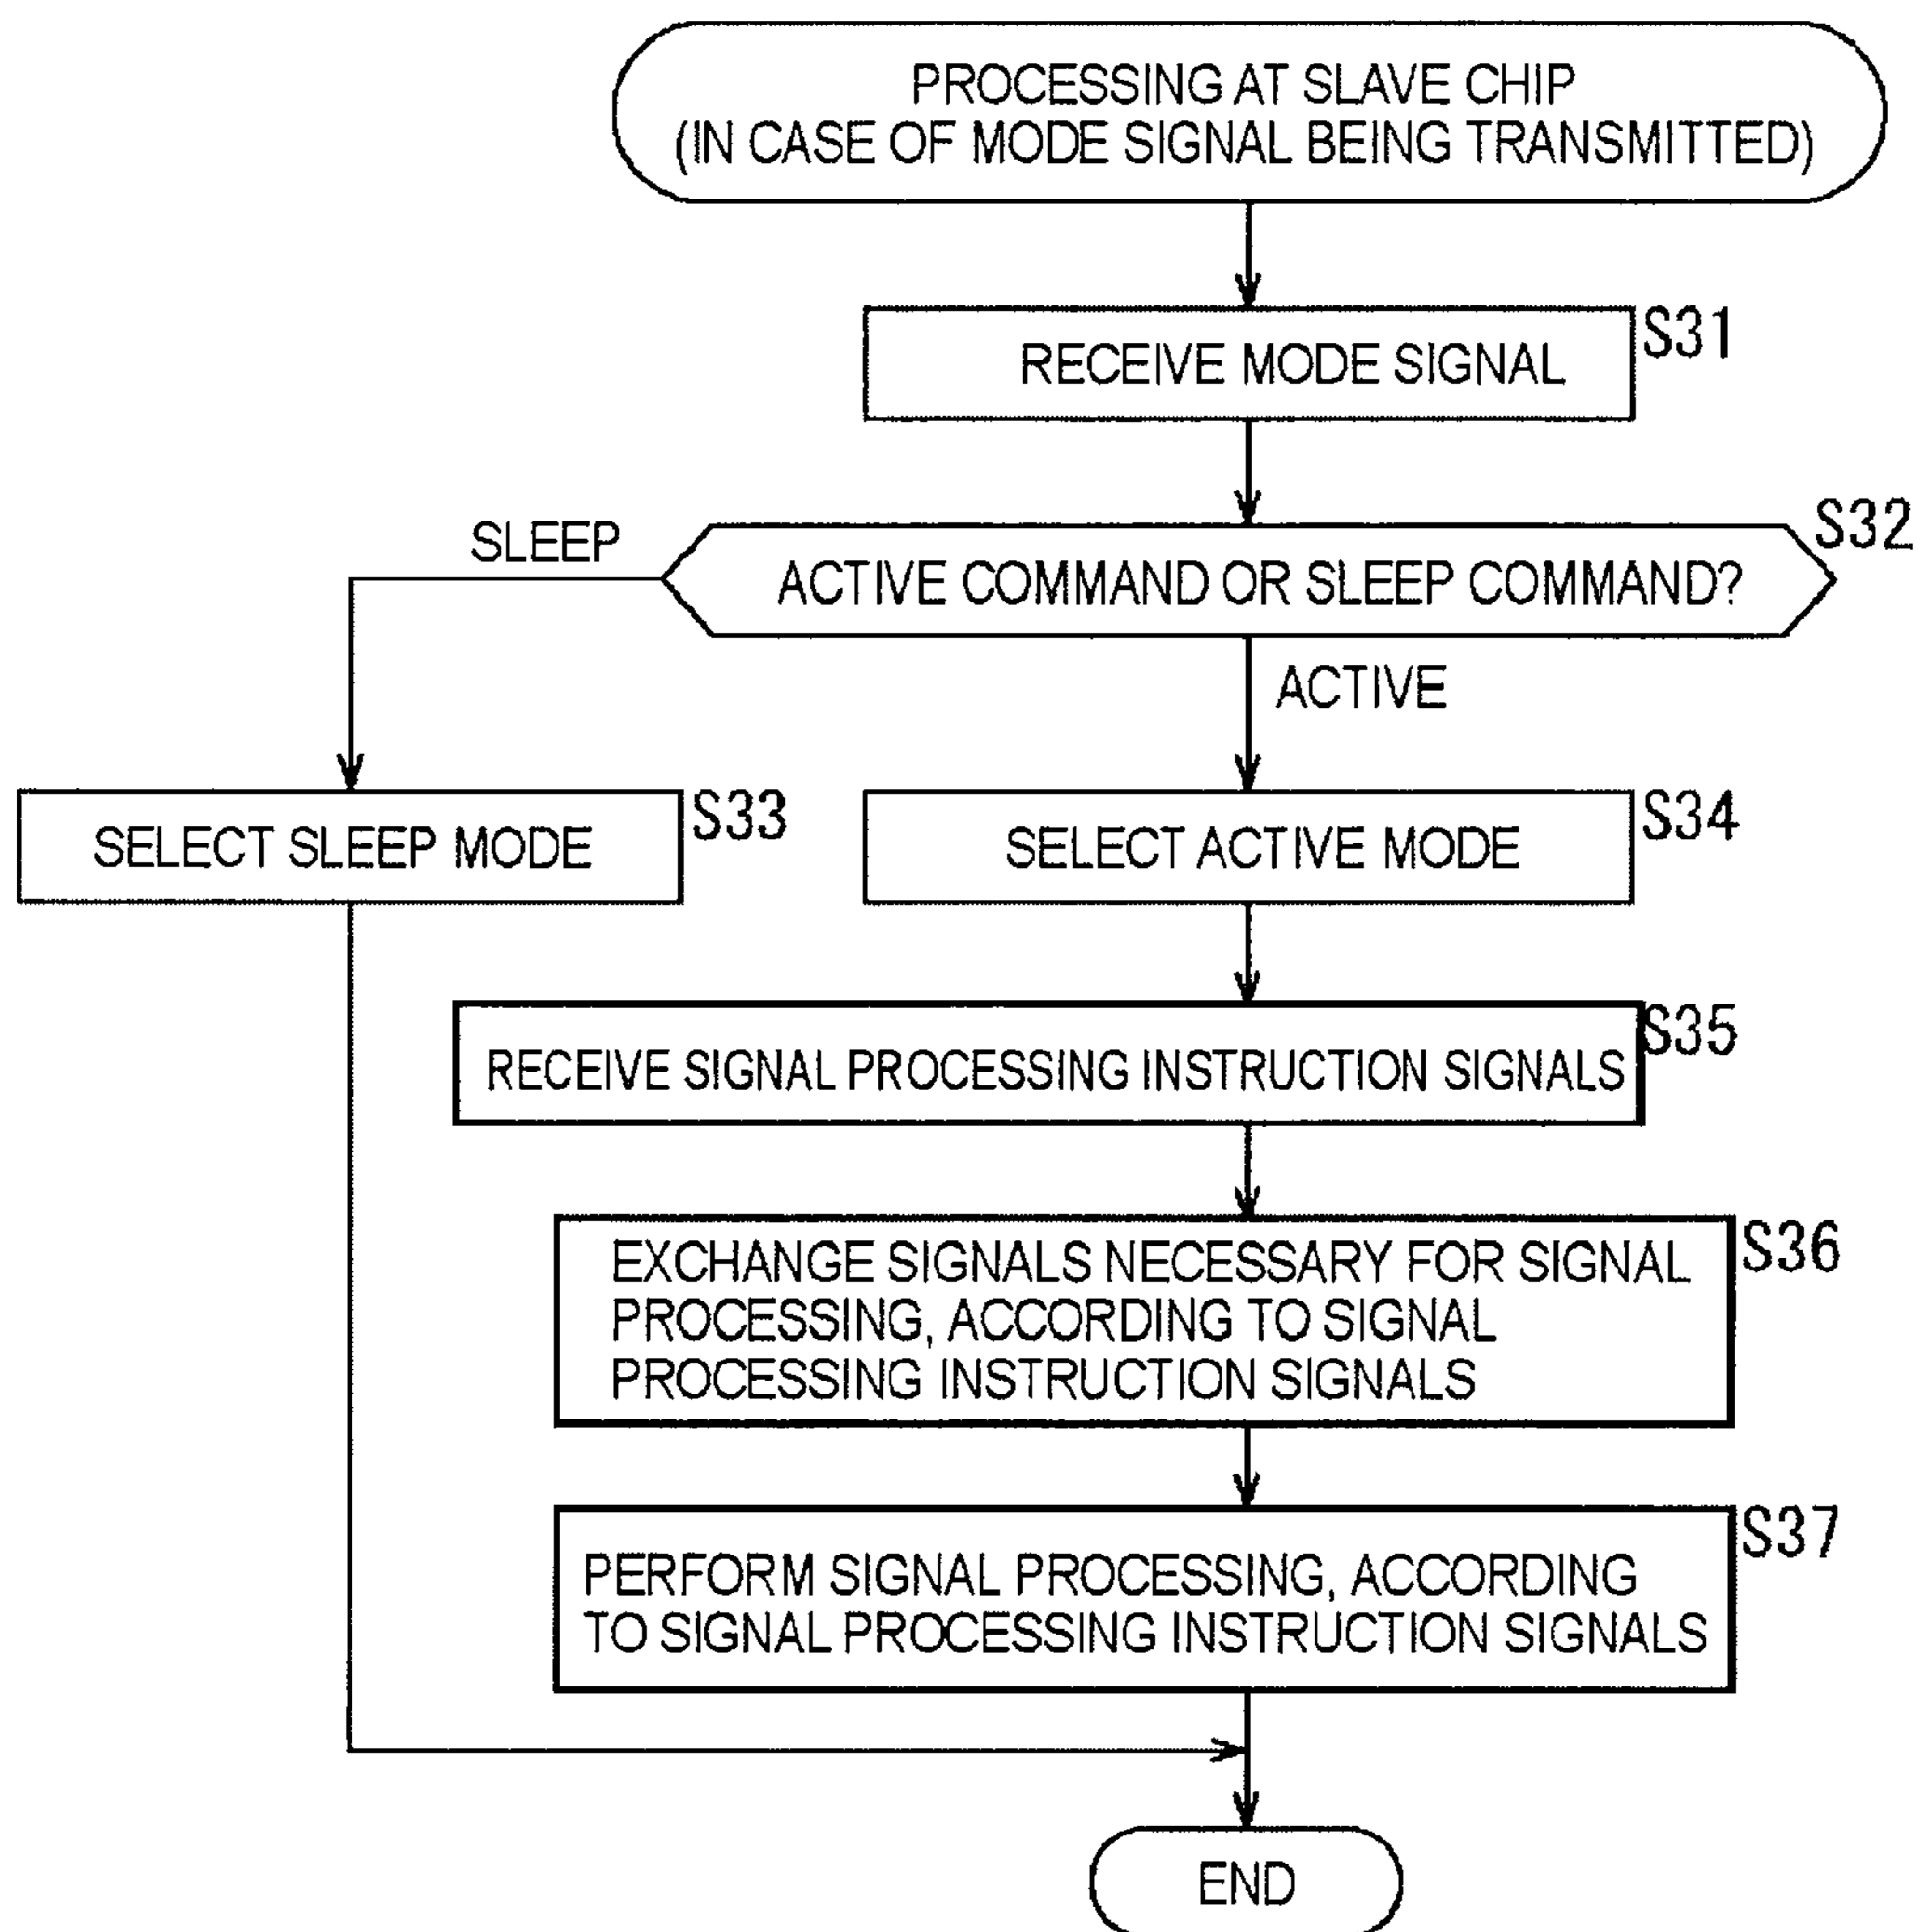 PROCESSING AT SLAVE CHIP
(IN CASE OF MODE SIGNAL BEING TRANSMITTED)
RECEIVE MODE SIGNAL
S31
SLEEP
ACTIVE COMMAND OR SLEEP COMMAND?
S32
ACTIVE
SELECT SLEEP MODE
S33
SELECT ACTIVE MODE
S34
RECEIVE SIGNAL PROCESSING INSTRUCTION SIGNALS
S35
EXCHANGE SIGNALS NECESSARY FOR SIGNAL
PROCESSING, ACCORDING TO SIGNAL
PROCESSING INSTRUCTION SIGNALS
S36
PERFORM SIGNAL PROCESSING, ACCORDING
TO SIGNAL PROCESSING INSTRUCTION SIGNALS
S37
END